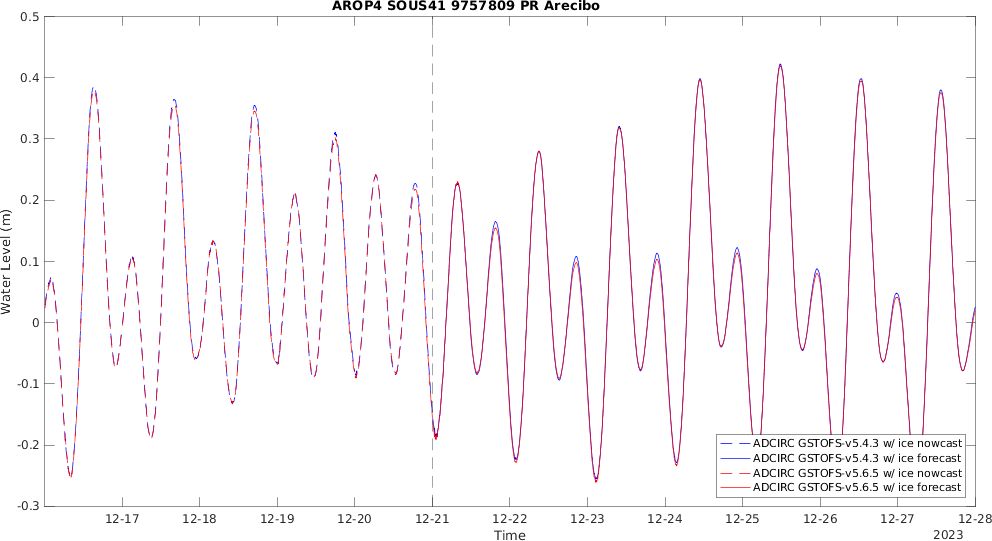 AROP4 SOUS41 9757809 PR Arecibo
Water Level (m)
0.5
0.4
0.3
0.2
0.1
0
-0.1
-0.2
-0.3
ADCIRC GSTOFS-v5.4.3 w/ ice nowcast
ADCIRC GSTOFS-v5.4.3 w/ ice forecast
ADCIRC GSTOFS-v5.6.5 w/ ice nowcast
ADCIRC GSTOFS-v5.6.5 w/ ice forecast
12-17 12-18 12-19 12-20 12-21 12-22 12-23 12-24 12-25 12-26 12-27 12-28
Time
2023